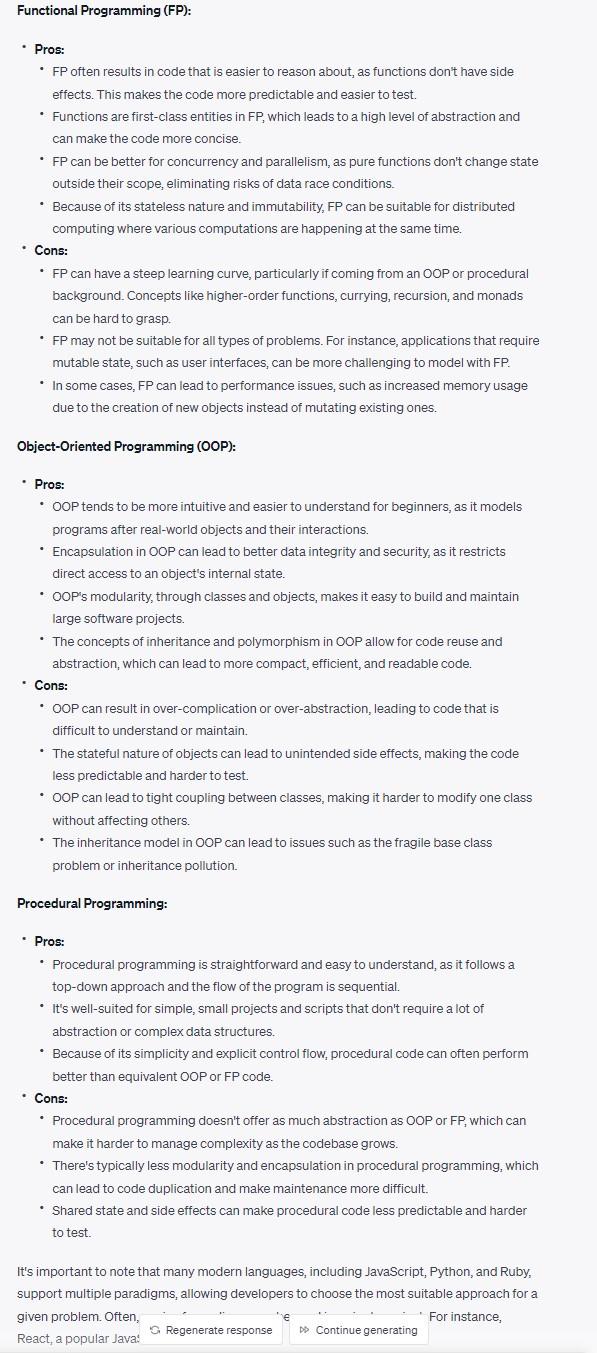 Functional Programming (FP):
• Pros:
• FP often results in code that is easier to reason about, as functions don't have side
effects. This makes the code more predictable and easier to test.
• Functions are first-class entities in FP, which leads to a high level of abstraction and
can make the code more concise.
• FP can be better for concurrency and parallelism, as pure functions don't change state
outside their scope, eliminating risks of data race conditions.
• Because of its stateless nature and immutability, FP can be suitable for distributed
computing where various computations are happening at the same time.
• Cons:
• FP can have a steep learning curve, particularly if coming from an OOP or procedural
background. Concepts like higher-order functions, currying, recursion, and monads
can be hard to grasp.
• FP may not be suitable for all types of problems. For instance, applications that require
mutable state, such as user interfaces, can be more challenging to model with FP.
• In some cases, FP can lead to performance issues, such as increased memory usage
due to the creation of new objects instead of mutating existing ones.
Object-Oriented Programming (OOP):
• Pros:
• OOP tends to be more intuitive and easier to understand for beginners, as it models
programs after real-world objects and their interactions.
• Encapsulation in OOP can lead to better data integrity and security, as it restricts
direct access to an object's internal state.
• OOP's modularity, through classes and objects, makes it easy to build and maintain
large software projects.
• The concepts of inheritance and polymorphism in OOP allow for code reuse and
abstraction, which can lead to more compact, efficient, and readable code.
• Cons:
• OOP can result in over-complication or over-abstraction, leading to code that is
difficult to understand or maintain.
• The stateful nature of objects can lead to unintended side effects, making the code
less predictable and harder to test.
• OOP can lead to tight coupling between classes, making it harder to modify one class
without affecting others.
• The inheritance model in OOP can lead to issues such as the fragile base class
problem or inheritance pollution.
Procedural Programming:
• Pros:
• Procedural programming is straightforward and easy to understand, as it follows a
top-down approach and the flow of the program is sequential.
• It's well-suited for simple, small projects and scripts that don't require a lot of
abstraction or complex data structures.
• Because of its simplicity and explicit control flow, procedural code can often perform
better than equivalent OOP or FP code.
• Cons:
• Procedural programming doesn't offer as much abstraction as OOP or FP, which can
make it harder to manage complexity as the codebase grows.
• There's typically less modularity and encapsulation in procedural programming, which
can lead to code duplication and make maintenance more difficult.
• Shared state and side effects can make procedural code less predictable and harder
to test.
It's important to note that many modern languages, including JavaScript, Python, and Ruby,
support multiple paradigms, allowing developers to choose the most suitable approach for a
given problem. Often, For instance,
Regenerate response Continue generating
React, a popular